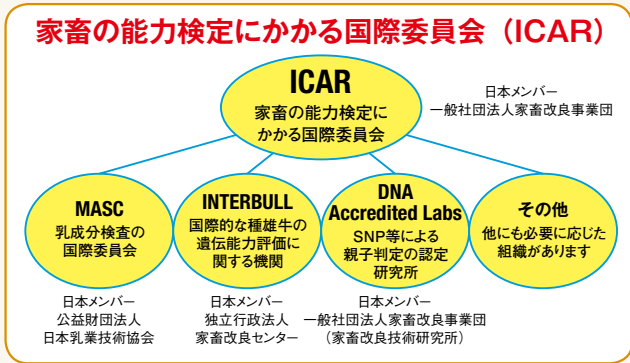 家畜の能力検定にかかる国際委員会（ICAR）
ICAR
家畜の能力検定に
かかる国際委員会
日本メンバー
一般社団法人家畜改良事業団
MASC
乳成分検査の
国際委員会
日本メンバー
公益財団法人
日本乳業技術協会
INTERBULL
国際的な種雄牛の
遺伝能力評価に
関する機関
日本メンバー
独立行政法人
家畜改良センター
DNA
Accredited Labs
SNP等による
親子判定の認定
研究所
日本メンバー
一般社団法人家畜改良事業団
（家畜改良技術研究所）
その他
他にも必要に応じた
組織があります